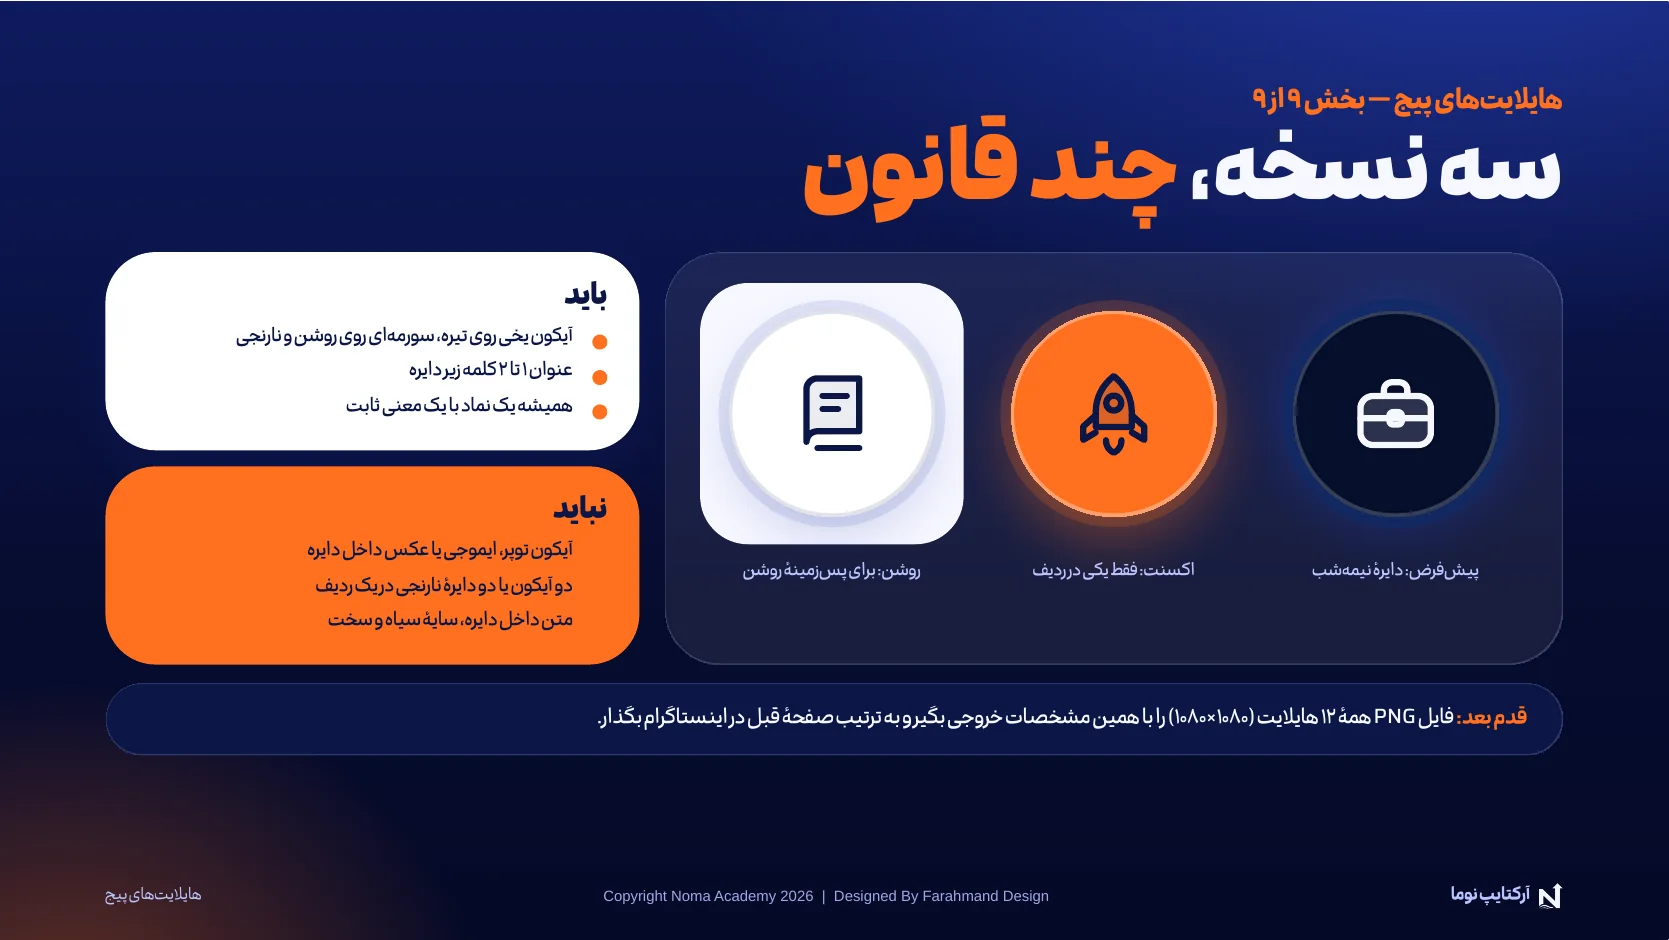 هایلایت‌های پیج — بخش ۹ از ۹
سه نسخه، چند قانون
پیش‌فرض: دایرهٔ نیمه‌شب
اکسنت: فقط یکی در ردیف
روشن: برای پس‌زمینهٔ روشن
باید
آیکون یخی روی تیره، سورمه‌ای روی روشن و نارنجی
عنوان ۱ تا ۲ کلمه زیر دایره
همیشه یک نماد با یک معنی ثابت
نباید
آیکون توپر، ایموجی یا عکس داخل دایره
دو آیکون یا دو دایرهٔ نارنجی در یک ردیف
متن داخل دایره، سایهٔ سیاه و سخت
قدم بعد: فایل PNG همهٔ ۱۲ هایلایت (۱۰۸۰×۱۰۸۰) را با همین مشخصات خروجی بگیر و به ترتیب صفحهٔ قبل در اینستاگرام بگذار.
آرکتایپ نوما
Copyright Noma Academy 2026 | Designed By Farahmand Design
هایلایت‌های پیج